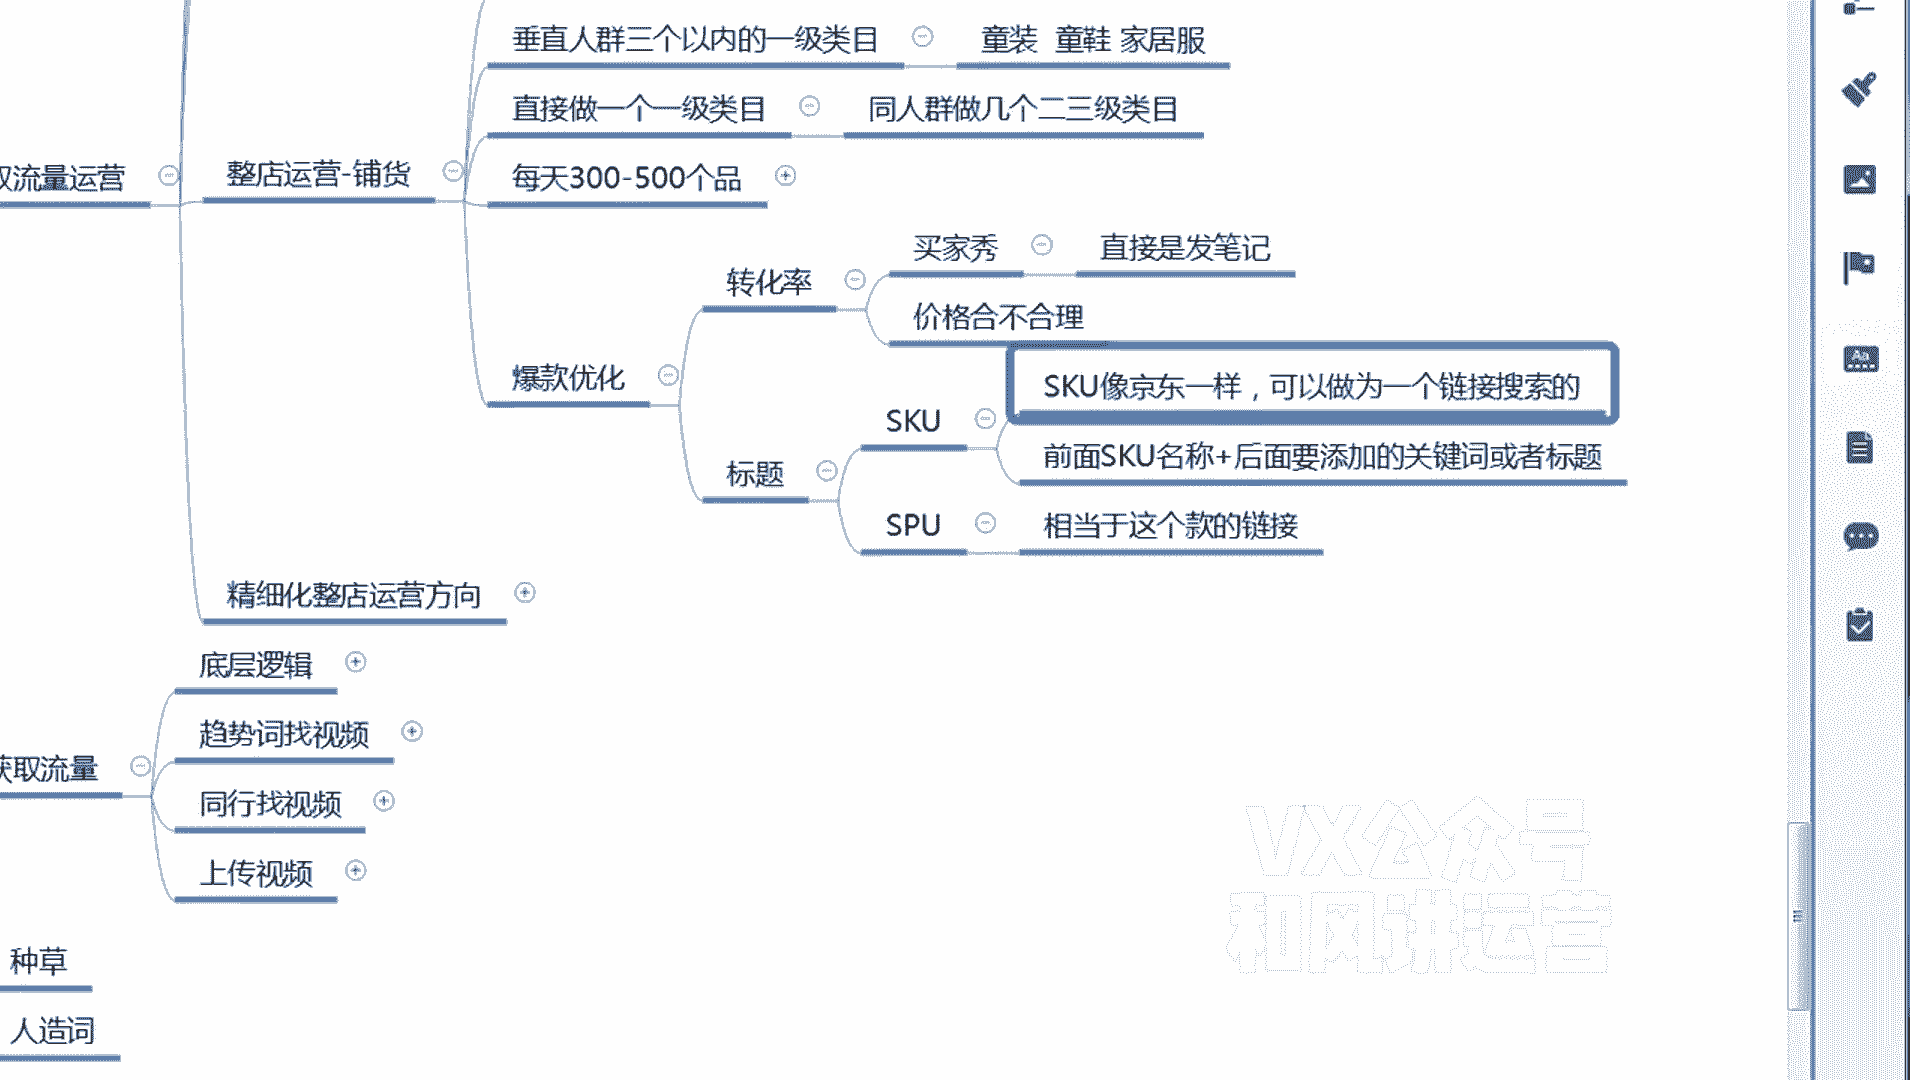 垂直人群三个以内的一级类目
童装 童鞋 家居服
直接做一个一级类目
同人群做几个二三级类目
流量运营
整店运营-铺货
每天300-500个品
买家秀
直接是发笔记
转化率
价格合不合理
爆款优化
SKU像京东一样，可以做为一个链接搜索的
SKU
前面SKU名称+后面要添加的关键词或者标题
标题
SPU
相当于这个款的链接
精细化整店运营方向
底层逻辑
趋势词找视频
获取流量
同行找视频
上传视频
种草
人造词
VX公众号
和风讲运营